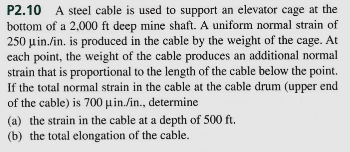 P2.10 A steel cable is used to support an elevator cage at the
bottom of a 2,000 ft deep mine shaft. A uniform normal strain of
250 μin./in. is produced in the cable by the weight of the cage. At
each point, the weight of the cable produces an additional normal
strain that is proportional to the length of the cable below the point.
If the total normal strain in the cable at the cable drum (upper end
of the cable) is 700 μin./in., determine
(a) the strain in the cable at a depth of 500 ft.
(b) the total elongation of the cable.